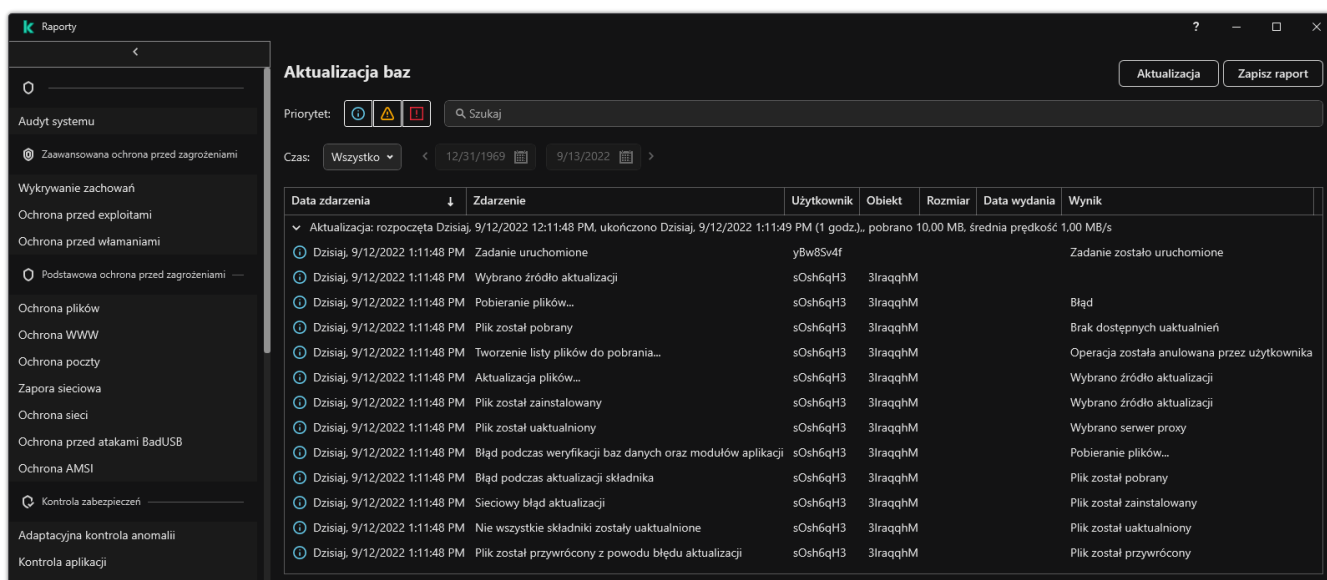 Raporty
?
Aktualizacja baz
Aktualizacja
Zapisz raport
Priorytet:
Szukaj
Czas:
Wszystko
12/31/1969
9/13/2022
Audyt systemu
Zaawansowana ochrona przed zagrożeniami
Wykrywanie zachowań
Ochrona przed exploitami
Ochrona przed włamaniami
Podstawowa ochrona przed zagrożeniami
Ochrona plików
Ochrona WWW
Ochrona poczty
Zapora sieciowa
Ochrona sieci
Ochrona przed atakami BadUSB
Ochrona AMSI
Kontrola zabezpieczeń
Adaptacyjna kontrola anomalii
Kontrola aplikacji
Data zdarzenia Zdarzenie Użytkownik Obiekt Rozmiar Data wydania Wynik
Aktualizacja: rozpoczęta Dzisiaj, 9/12/2022 12:11:48 PM, ukończono Dzisiaj, 9/12/2022 1:11:49 PM (1 godz.),, pobrano 10,00 MB, średnia prędkość 1,00 MB/s
Dzisiaj, 9/12/2022 1:11:48 PM Zadanie uruchomione yBw8Sv4f Zadanie zostało uruchomione
Dzisiaj, 9/12/2022 1:11:48 PM Wybrano źródło aktualizacji sOsh6qH3 3IraqqhM
Dzisiaj, 9/12/2022 1:11:48 PM Pobieranie plików... sOsh6qH3 3IraqqhM Błąd
Dzisiaj, 9/12/2022 1:11:48 PM Plik został pobrany sOsh6qH3 3IraqqhM Brak dostępnych uaktualnień
Dzisiaj, 9/12/2022 1:11:48 PM Tworzenie listy plików do pobrania... sOsh6qH3 3IraqqhM Operacja została anulowana przez użytkownika
Dzisiaj, 9/12/2022 1:11:48 PM Aktualizacja plików... sOsh6qH3 3IraqqhM Wybrano źródło aktualizacji
Dzisiaj, 9/12/2022 1:11:48 PM Plik został zainstalowany sOsh6qH3 3IraqqhM Wybrano źródło aktualizacji
Dzisiaj, 9/12/2022 1:11:48 PM Plik został uaktualniony sOsh6qH3 3IraqqhM Wybrano serwer proxy
Dzisiaj, 9/12/2022 1:11:48 PM Błąd podczas weryfikacji baz danych oraz modułów aplikacji sOsh6qH3 3IraqqhM Pobieranie plików...
Dzisiaj, 9/12/2022 1:11:48 PM Błąd podczas aktualizacji składnika sOsh6qH3 3IraqqhM Plik został pobrany
Dzisiaj, 9/12/2022 1:11:48 PM Sieciowy błąd aktualizacji sOsh6qH3 3IraqqhM Plik został zainstalowany
Dzisiaj, 9/12/2022 1:11:48 PM Nie wszystkie składniki zostały uaktualnione sOsh6qH3 3IraqqhM Plik został uaktualniony
Dzisiaj, 9/12/2022 1:11:48 PM Plik został przywrócony z powodu błędu aktualizacji sOsh6qH3 3IraqqhM Plik został przywrócony